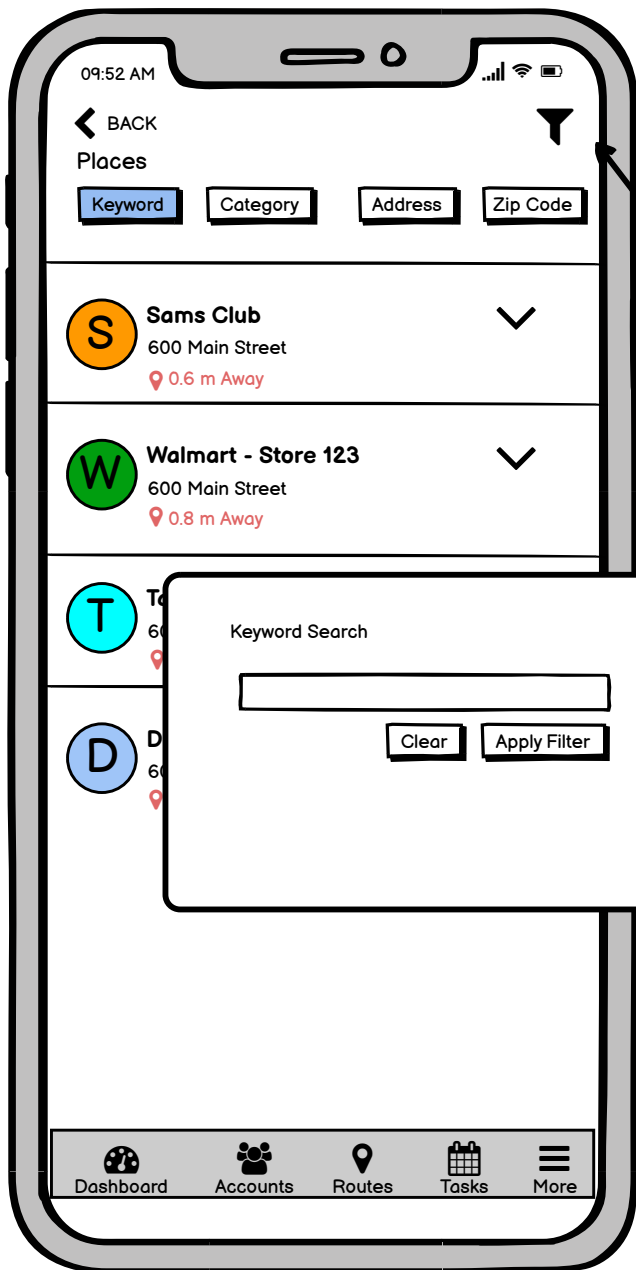 09:52 AM
BACK
Places
Keyword Category Address Zip Code
S
Sams Club
600 Main Street
0.6 m Away
W
Walmart - Store 123
600 Main Street
0.8 m Away
T
Keyword Search
D
Clear Apply Filter
Dashboard Accounts Routes Tasks More